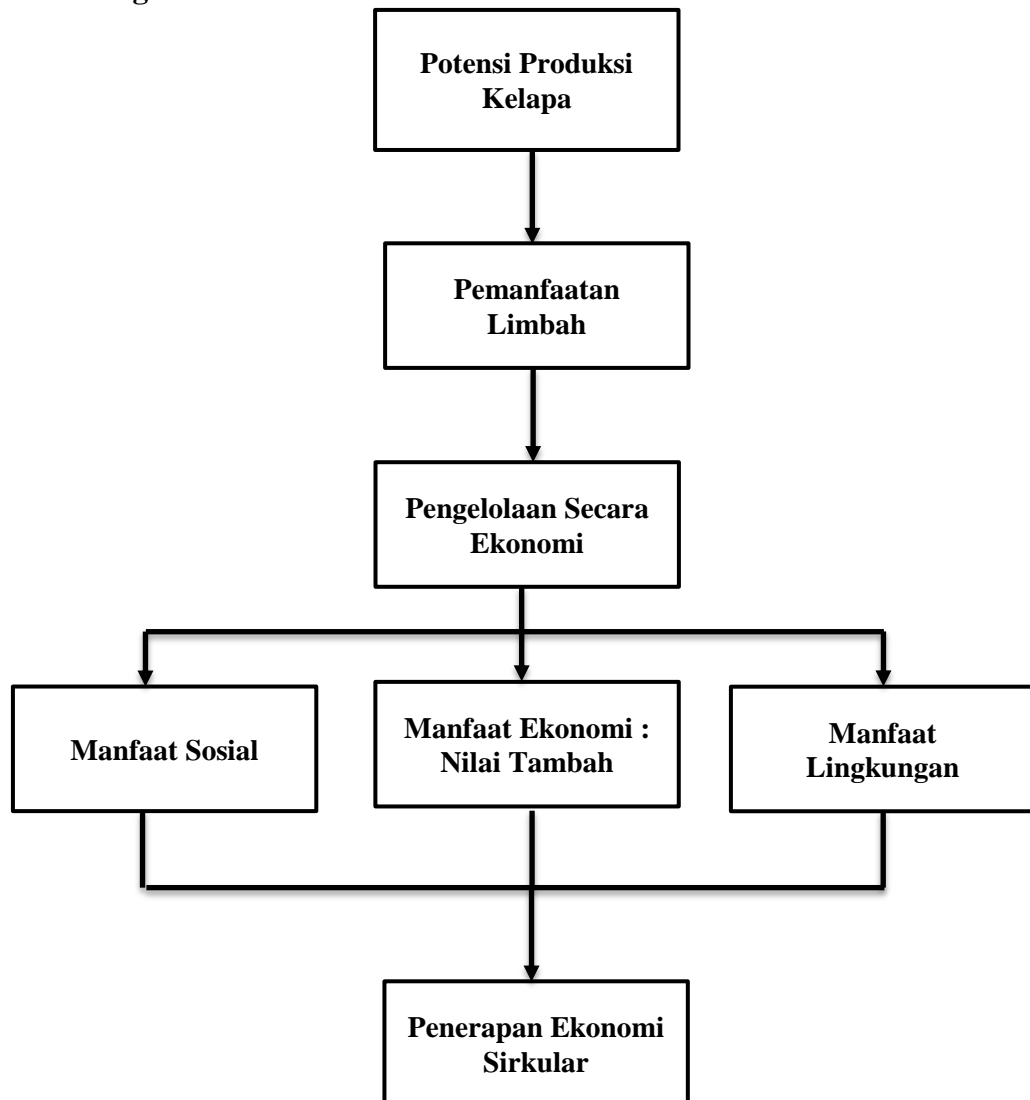 Potensi Produksi
Kelapa
Pemanfaatan
Limbah
Pengelolaan Secara
Ekonomi
Manfaat Sosial
Manfaat Ekonomi :
Nilai Tambah
Manfaat
Lingkungan
Penerapan Ekonomi
Sirkular